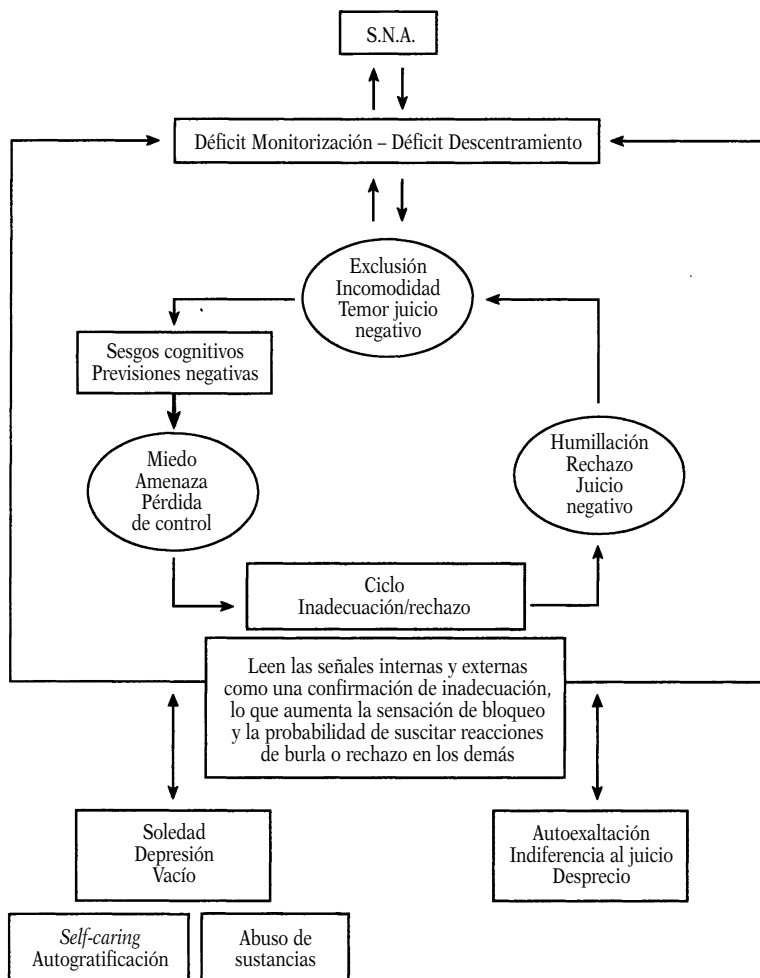 S.N.A.
Déficit Monitorización – Déficit Descentramiento
Exclusión
Incomodidad
Temor juicio
negativo
Sesgos cognitivos
Previsiones negativas
Miedo
Amenaza
Pérdida
de control
Humillación
Rechazo
Juicio
negativo
Ciclo
Inadecuación/rechazo
Leen las señales internas y externas
como una confirmación de inadecuación,
lo que aumenta la sensación de bloqueo
y la probabilidad de suscitar reacciones
de burla o rechazo en los demás
Soledad
Depresión
Vacío
Autoexaltación
Indiferencia al juicio
Desprecio
Self-caring
Autogratificación
Abuso de
sustancias